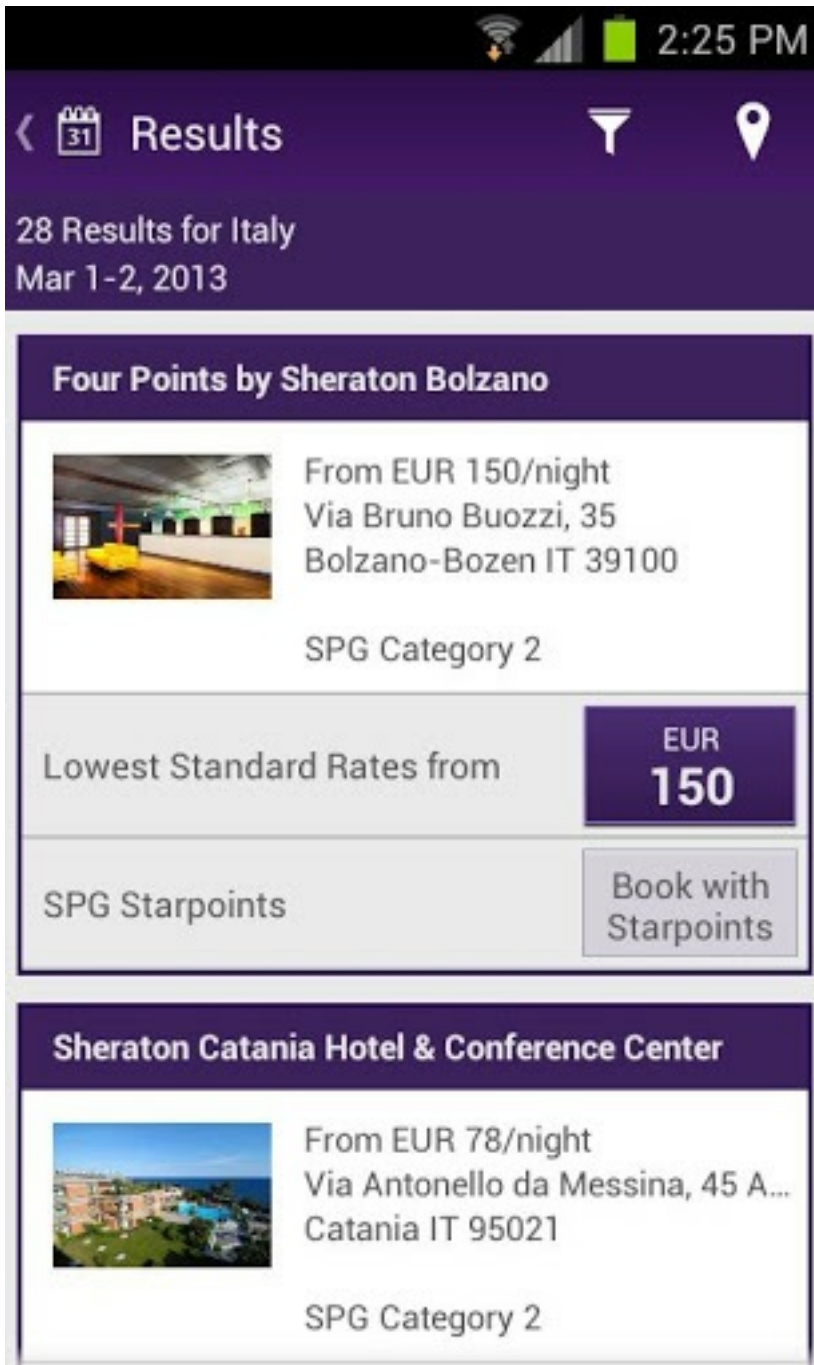 2:25 PM
31 Results
28 Results for Italy
Mar 1-2, 2013
Four Points by Sheraton Bolzano
From EUR 150/night
Via Bruno Buozzi, 35
Bolzano-Bozen IT 39100
SPG Category 2
Lowest Standard Rates from
EUR
150
SPG Starpoints
Book with
Starpoints
Sheraton Catania Hotel & Conference Center
From EUR 78/night
Via Antonello da Messina, 45 A...
Catania IT 95021
SPG Category 2